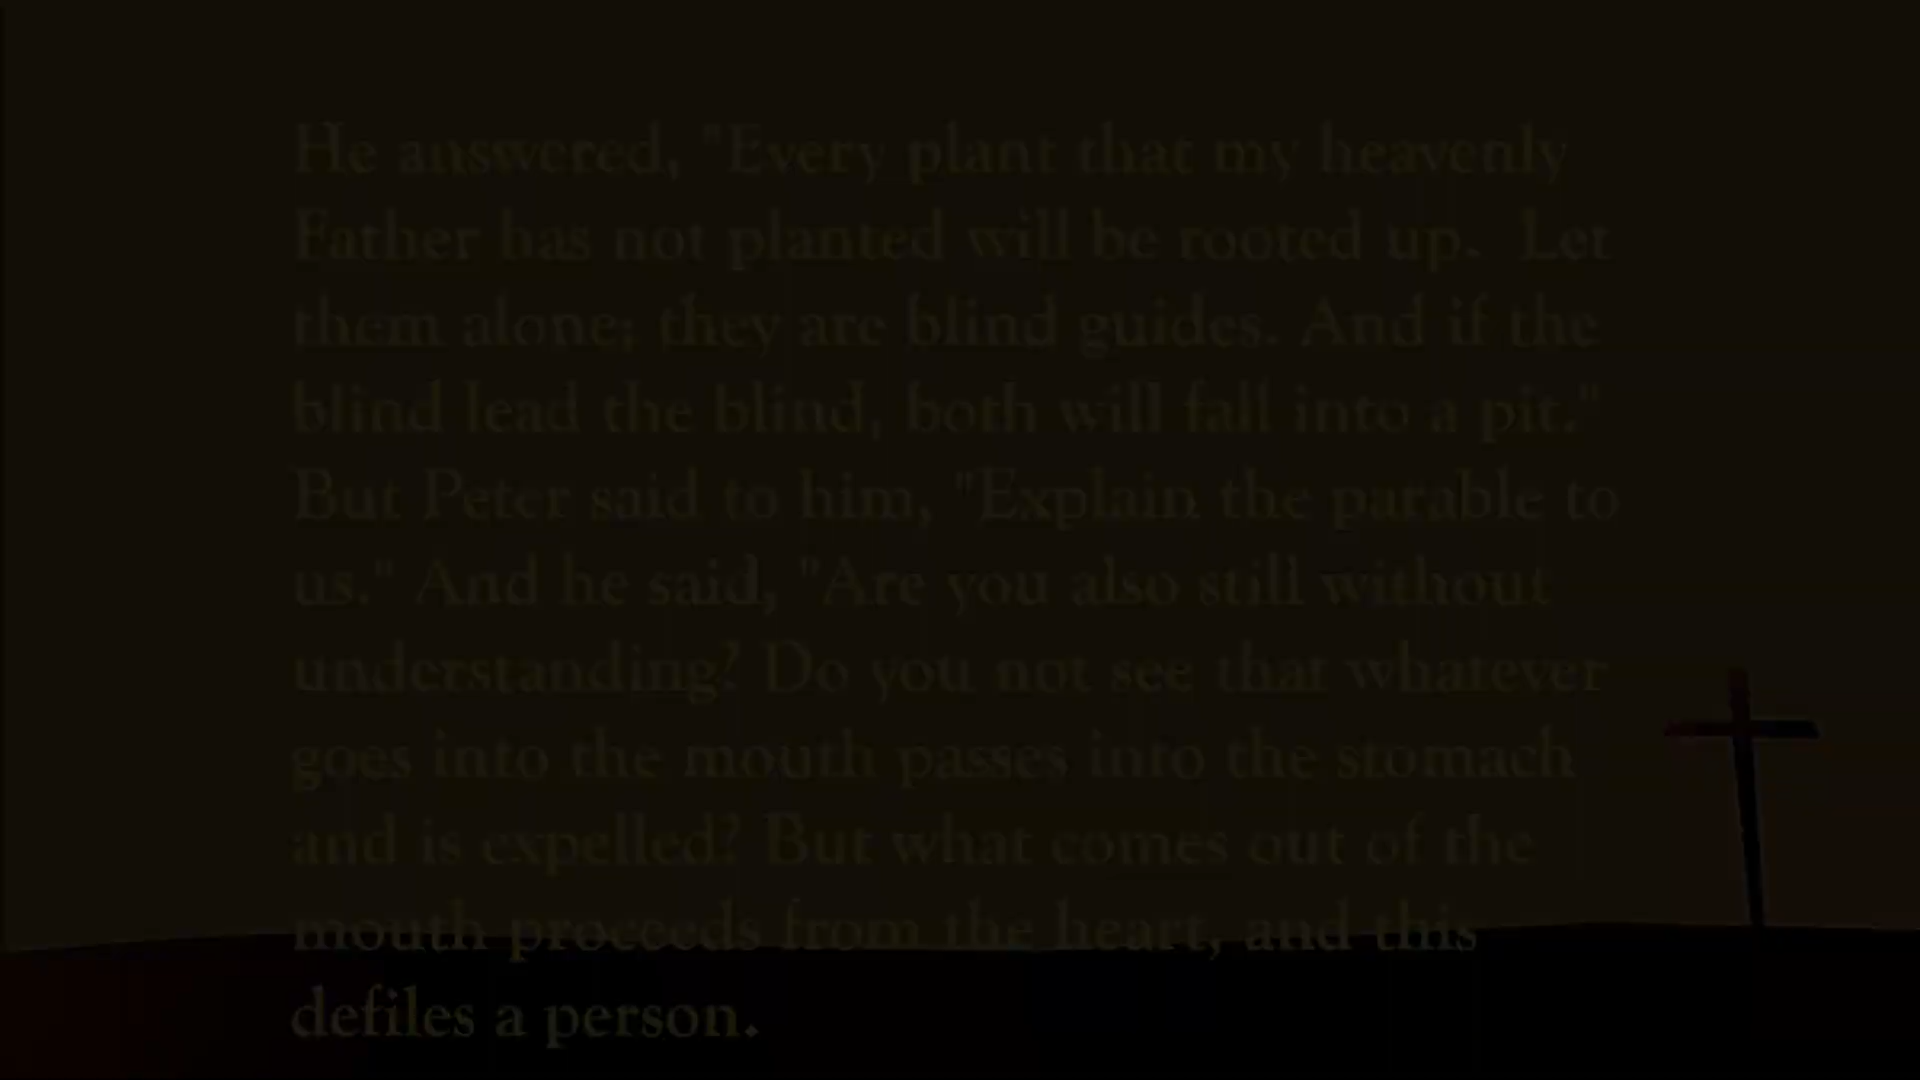 He answered, "Every plant that my heavenly
Father has not planted will be rooted up.  Let
them alone; they are blind guides. And if the
blind lead the blind, both will fall into a pit."
But Peter said to him, "Explain the parable to
us." And he said, "Are you also still without
understanding? Do you not see that whatever
goes into the mouth passes into the stomach
and is expelled? But what comes out of the
mouth proceeds from the heart, and this
defiles a person.